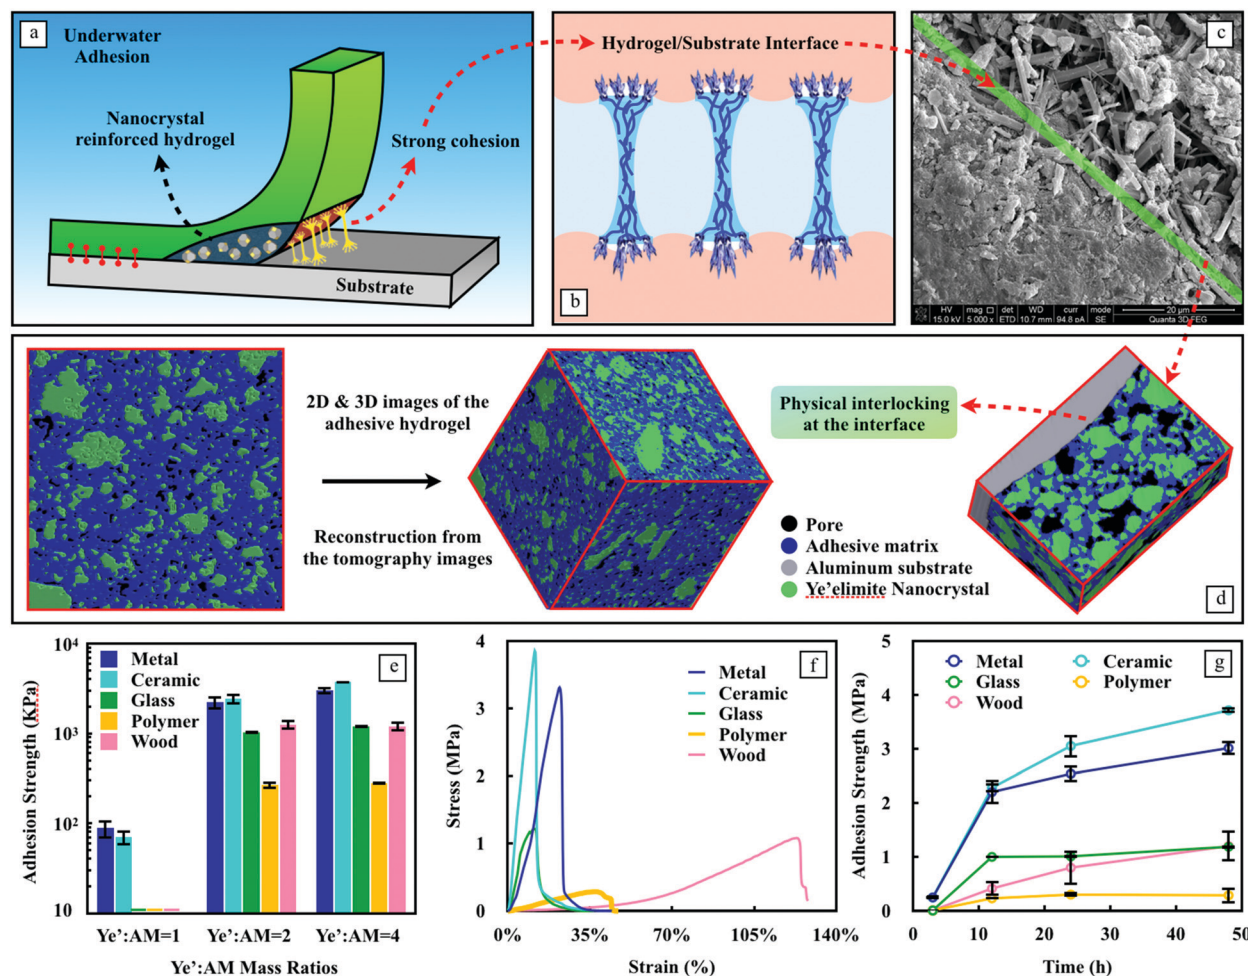 a
Underwater
Adhesion
Nanocrystal
reinforced hydrogel
Strong cohesion
Substrate
Hydrogel/Substrate Interface
b
c
HV
mag
det
WD
curr
mode
20 µm
15.0 kV
5 000 x
ETD
10.7 mm
94.8 pA
SE
Quanta 3D FEG
2D & 3D images of the
adhesive hydrogel
Reconstruction from
the tomography images
Physical interlocking
at the interface
Pore
Adhesive matrix
Aluminum substrate
Ye'elimite Nanocrystal
d
e
Adhesion Strength (KPa)
10⁴
10³
10²
10
Metal
Ceramic
Glass
Polymer
Wood
Ye':AM=1
Ye':AM=2
Ye':AM=4
Ye':AM Mass Ratios
f
Stress (MPa)
4
3
2
1
0
Metal
Ceramic
Glass
Polymer
Wood
0%
35%
70%
105%
140%
Strain (%)
g
Adhesion Strength (MPa)
5
4
3
2
1
0
Metal
Ceramic
Glass
Polymer
Wood
0
10
20
30
40
50
Time (h)